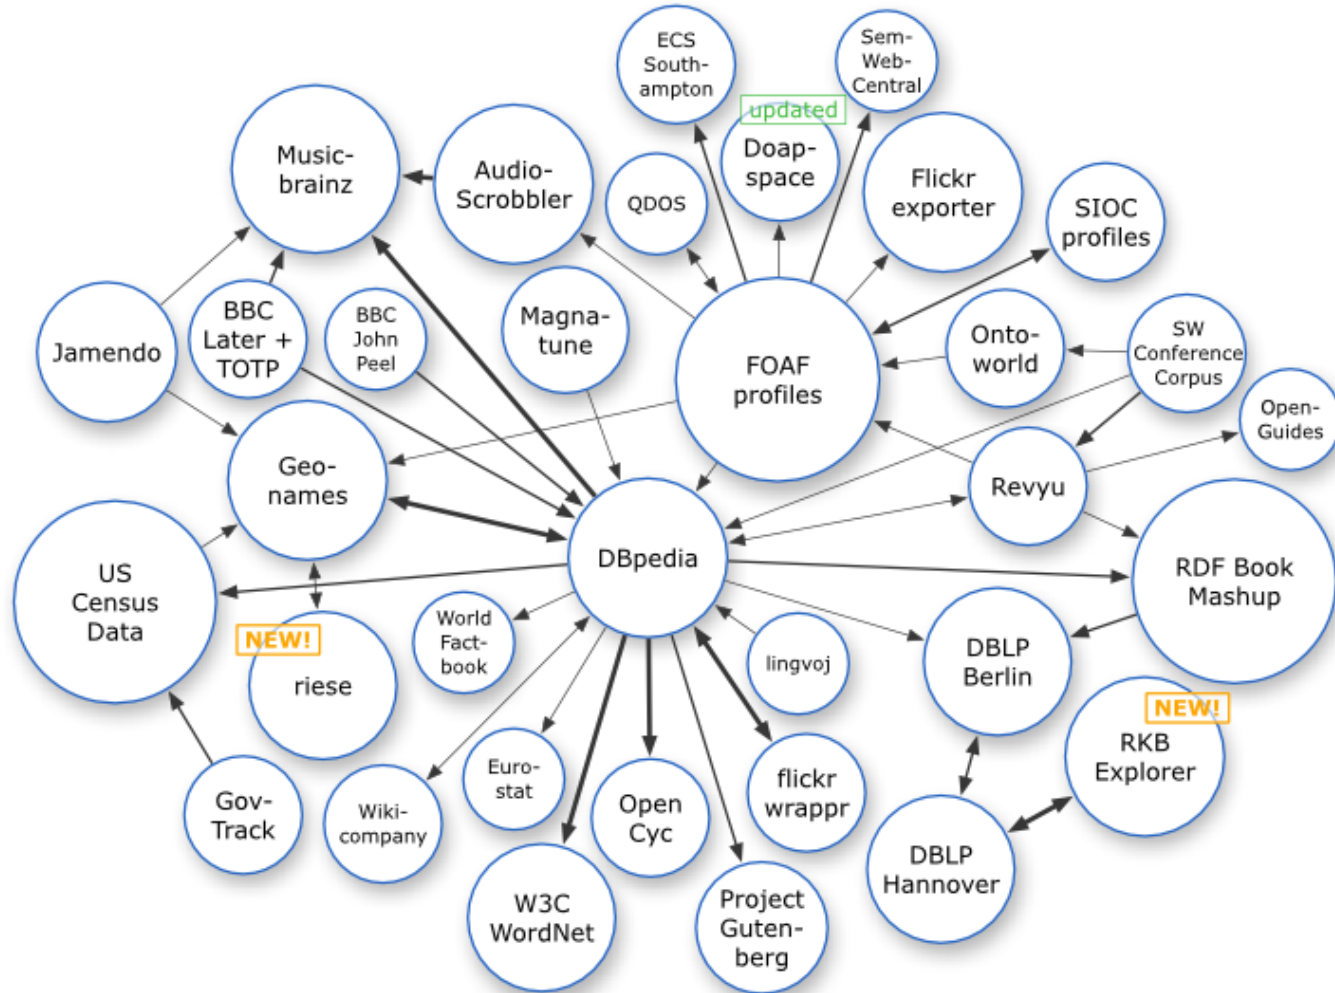 ECS
South-
ampton
Sem-
Web-
Central
updated
Doap-
space
Music-
brainz
Audio-
Scrobbler
QDOS
Flickr
exporter
SIOC
profiles
Jamendo
BBC
Later +
TOTP
BBC
John
Peel
Magna-
tune
FOAF
profiles
Onto-
world
SW
Conference
Corpus
Open-
Guides
Geo-
names
Revyu
DBpedia
US
Census
Data
RDF Book
Mashup
NEW!
riese
World
Fact-
book
lingvoj
DBLP
Berlin
NEW!
RKB
Explorer
Gov-
Track
Wiki-
company
Euro-
stat
Open
Cyc
flickr
wrappr
DBLP
Hannover
W3C
WordNet
Project
Guten-
berg